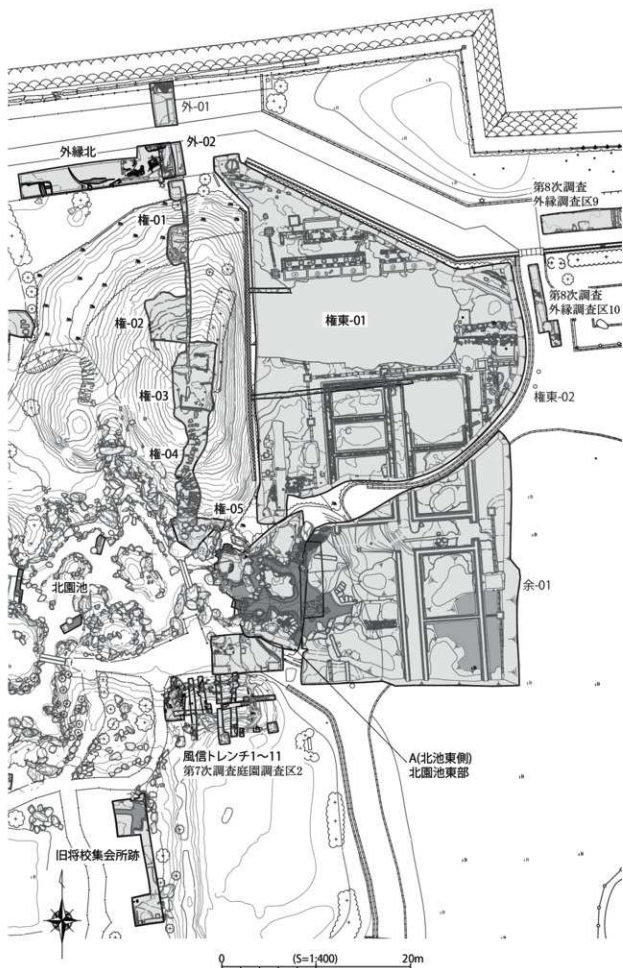 外-01
外-02
外縁北
第8次調査
外縁調査区9
権-01
第8次調査
外縁調査区10
権-02
権東-01
権-03
権東-02
権-04
権-05
北園池
余-01
A(北池東側)
北園池東部
風信トレンチ1～11
第7次調査庭園調査区2
旧将校集会所跡
0 (S=1:400) 20m